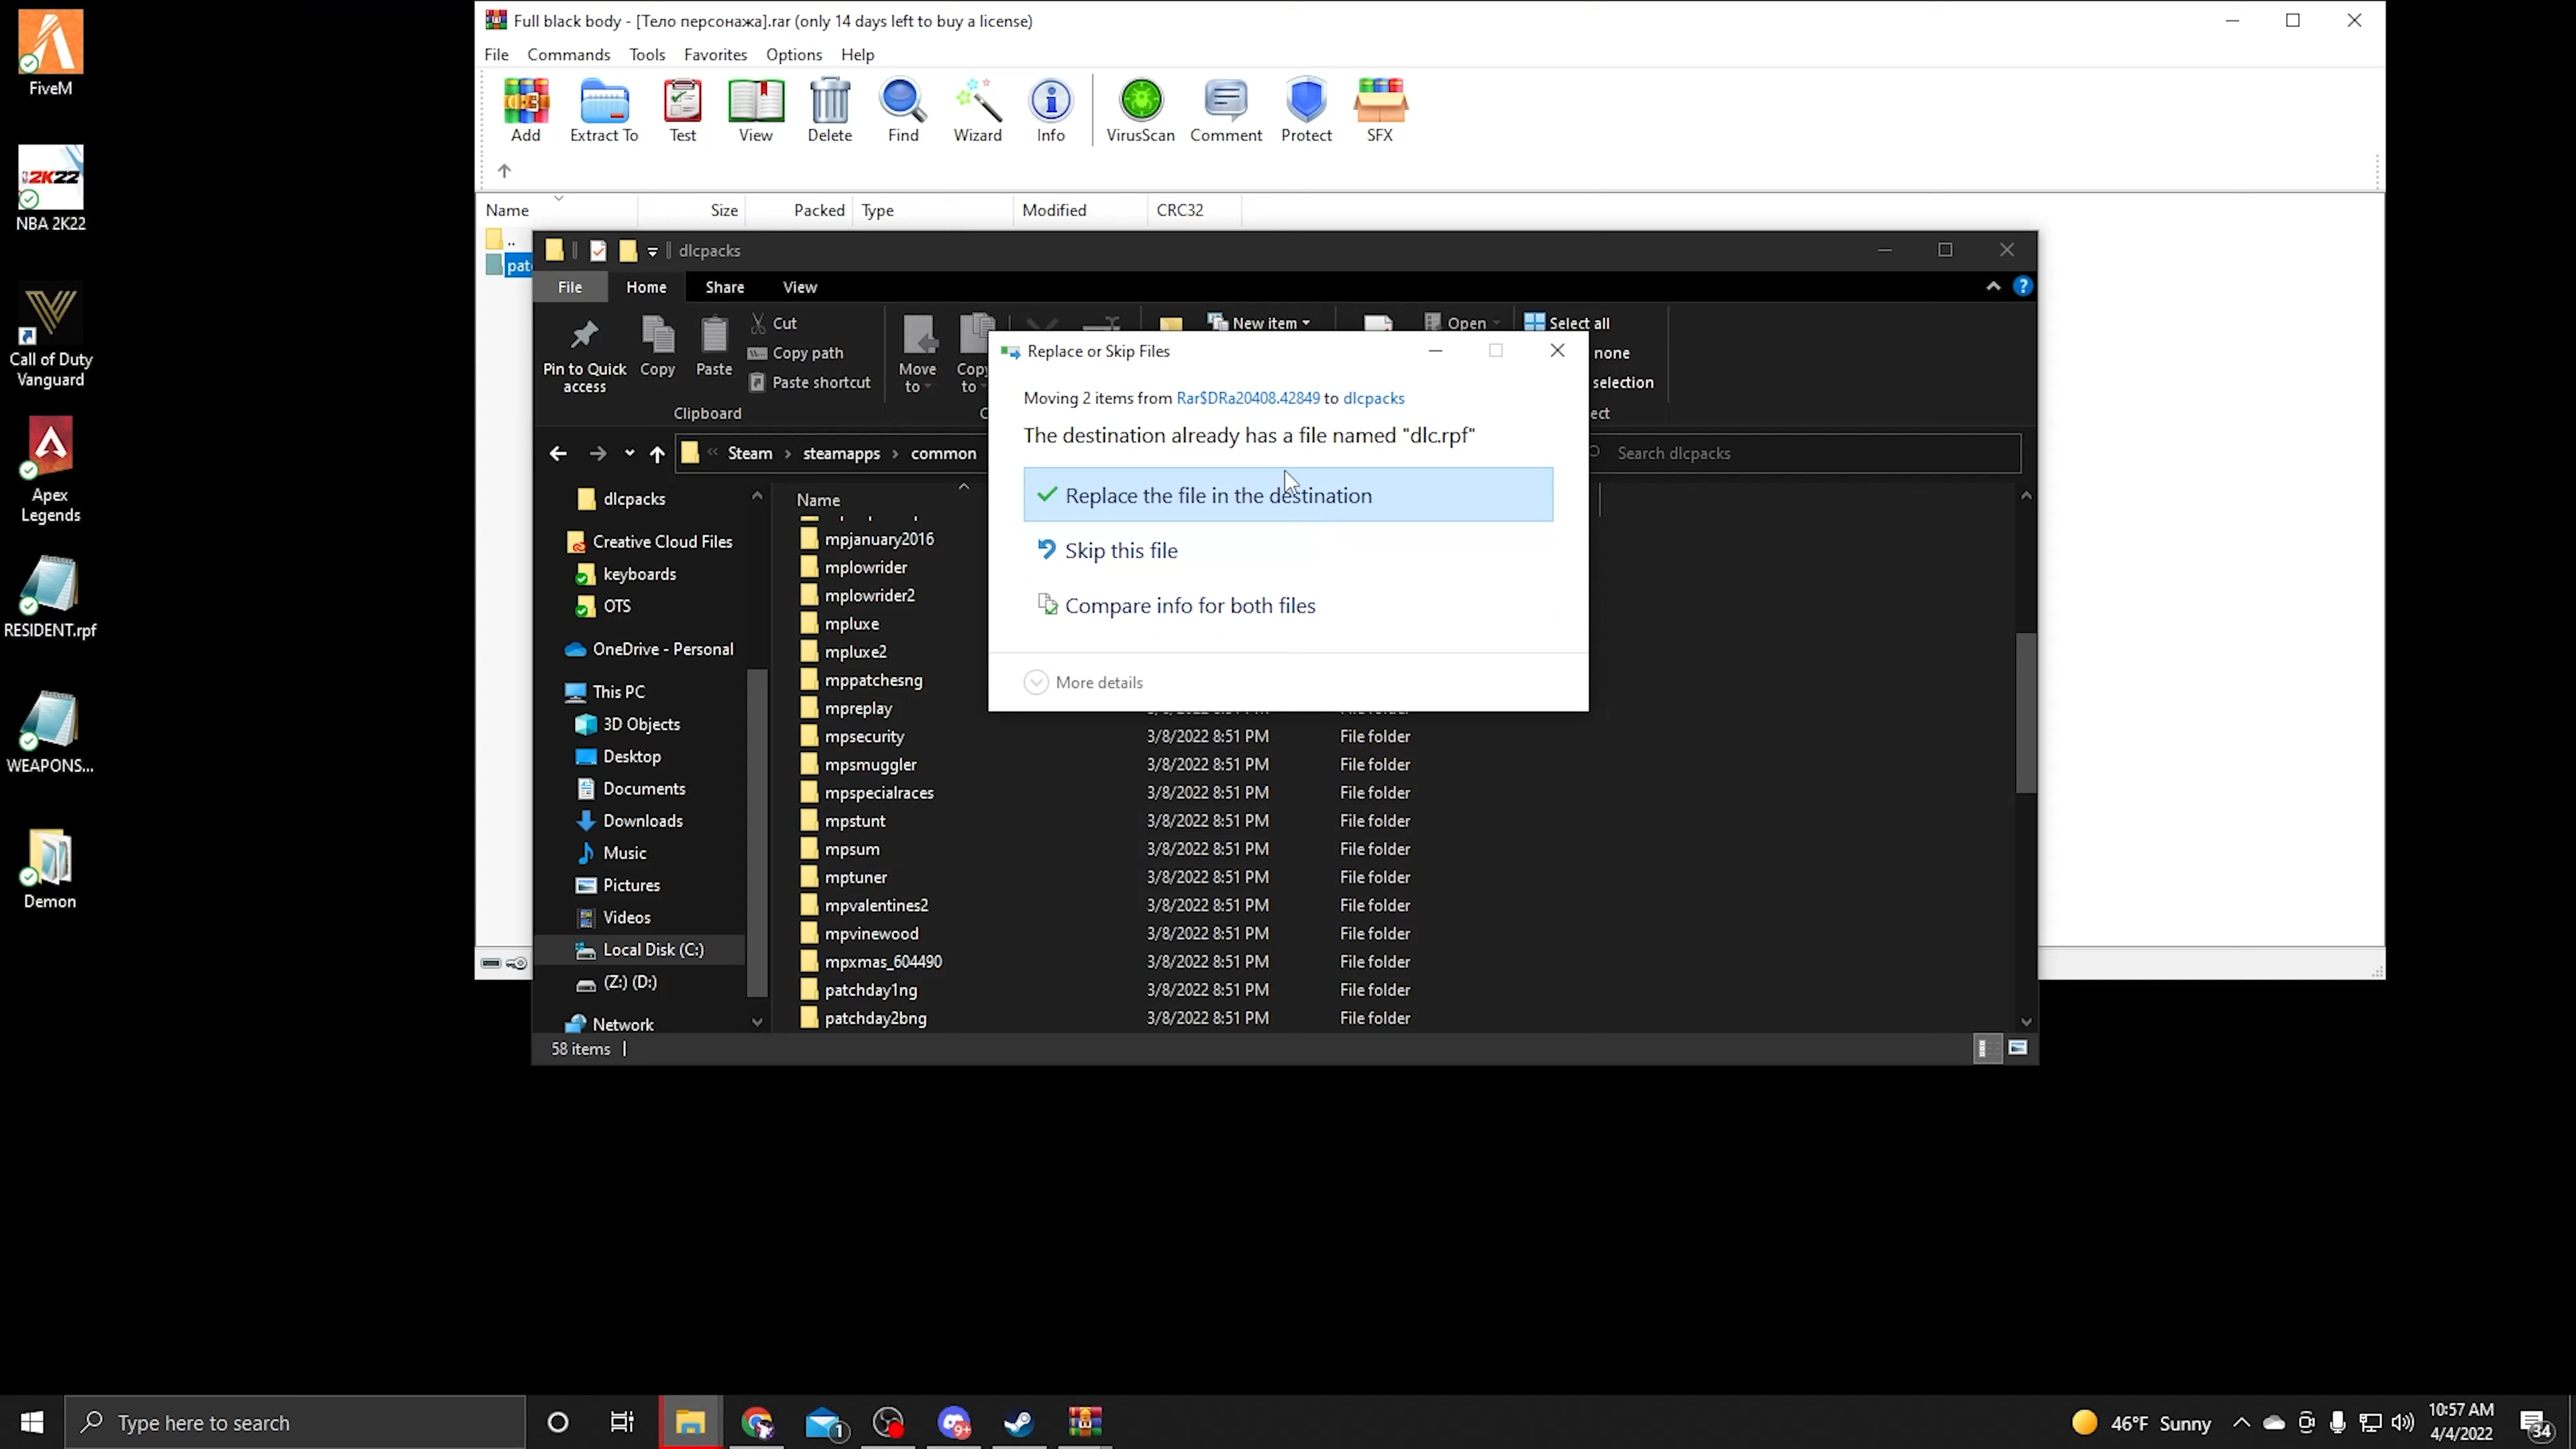 FiveM
2K22
NBA 2K22
Call of Duty
Vanguard
Apex
Legends
RESIDENT.rpf
WEAPONS...
Demon
Full black body - [Тело персонажа].rar (only 14 days left to buy a license)
File Commands Tools Favorites Options Help
Add Extract To Test View Delete Find Wizard Info VirusScan Comment Protect SFX
Name Size Packed Type Modified CRC32
..
patc
dlcpacks
File Home Share View
Pin to Quick
access
Copy
Paste
Cut
Copy path
Paste shortcut
Move
to
Copy
to
New item
Open
Select all
none
selection
Clipboard
ect
Steam › steamapps › common
Search dlcpacks
dlcpacks
Creative Cloud Files
keyboards
OTS
OneDrive - Personal
This PC
3D Objects
Desktop
Documents
Downloads
Music
Pictures
Videos
Local Disk (C:)
(Z:) (D:)
Network
Name
mpjanuary2016
mplowrider
mplowrider2
mpluxe
mpluxe2
mppatchesng
mpreplay
mpsecurity 3/8/2022 8:51 PM File folder
mpsmuggler 3/8/2022 8:51 PM File folder
mpspecialraces 3/8/2022 8:51 PM File folder
mpstunt 3/8/2022 8:51 PM File folder
mpsum 3/8/2022 8:51 PM File folder
mptuner 3/8/2022 8:51 PM File folder
mpvalentines2 3/8/2022 8:51 PM File folder
mpvinewood 3/8/2022 8:51 PM File folder
mpxmas_604490 3/8/2022 8:51 PM File folder
patchday1ng 3/8/2022 8:51 PM File folder
patchday2bng 3/8/2022 8:51 PM File folder
58 items
Replace or Skip Files
Moving 2 items from Rar$DRa20408.42849 to dlcpacks
The destination already has a file named "dlc.rpf"
Replace the file in the destination
Skip this file
Compare info for both files
More details
Type here to search
1
9+
46°F Sunny
10:57 AM
4/4/2022
34